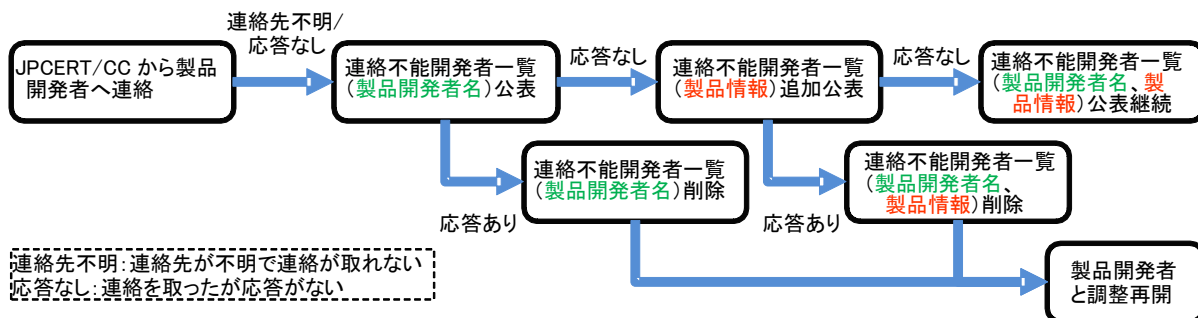 連絡先不明/
応答なし
JPCERT/CC から製品
開発者へ連絡
連絡不能開発者一覧
(製品開発者名)公表
応答なし
連絡不能開発者一覧
(製品情報)追加公表
応答なし
連絡不能開発者一覧
(製品開発者名、製
品情報)公表継続
連絡不能開発者一覧
(製品開発者名)削除
応答あり
連絡不能開発者一覧
(製品開発者名、
製品情報)削除
応答あり
連絡先不明:連絡先が不明で連絡が取れない
応答なし:連絡を取ったが応答がない
製品開発者
と調整再開